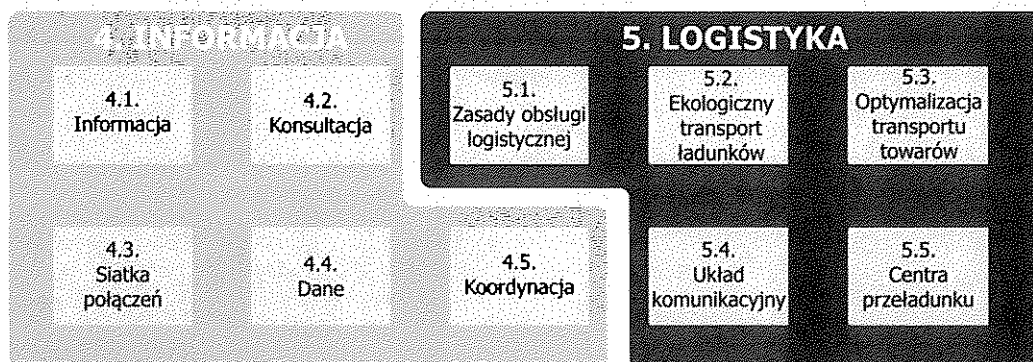 4. INFORMACJA
4.1.
Informacja
4.2.
Konsultacja
4.3.
Siatka
połączeń
4.4.
Dane
4.5.
Koordynacja
5. LOGISTYKA
5.1.
Zasady obsługi
logistycznej
5.2.
Ekologiczny
transport
ładunków
5.3.
Optymalizacja
transportu
towarów
5.4.
Układ
komunikacyjny
5.5.
Centra
przeładunku